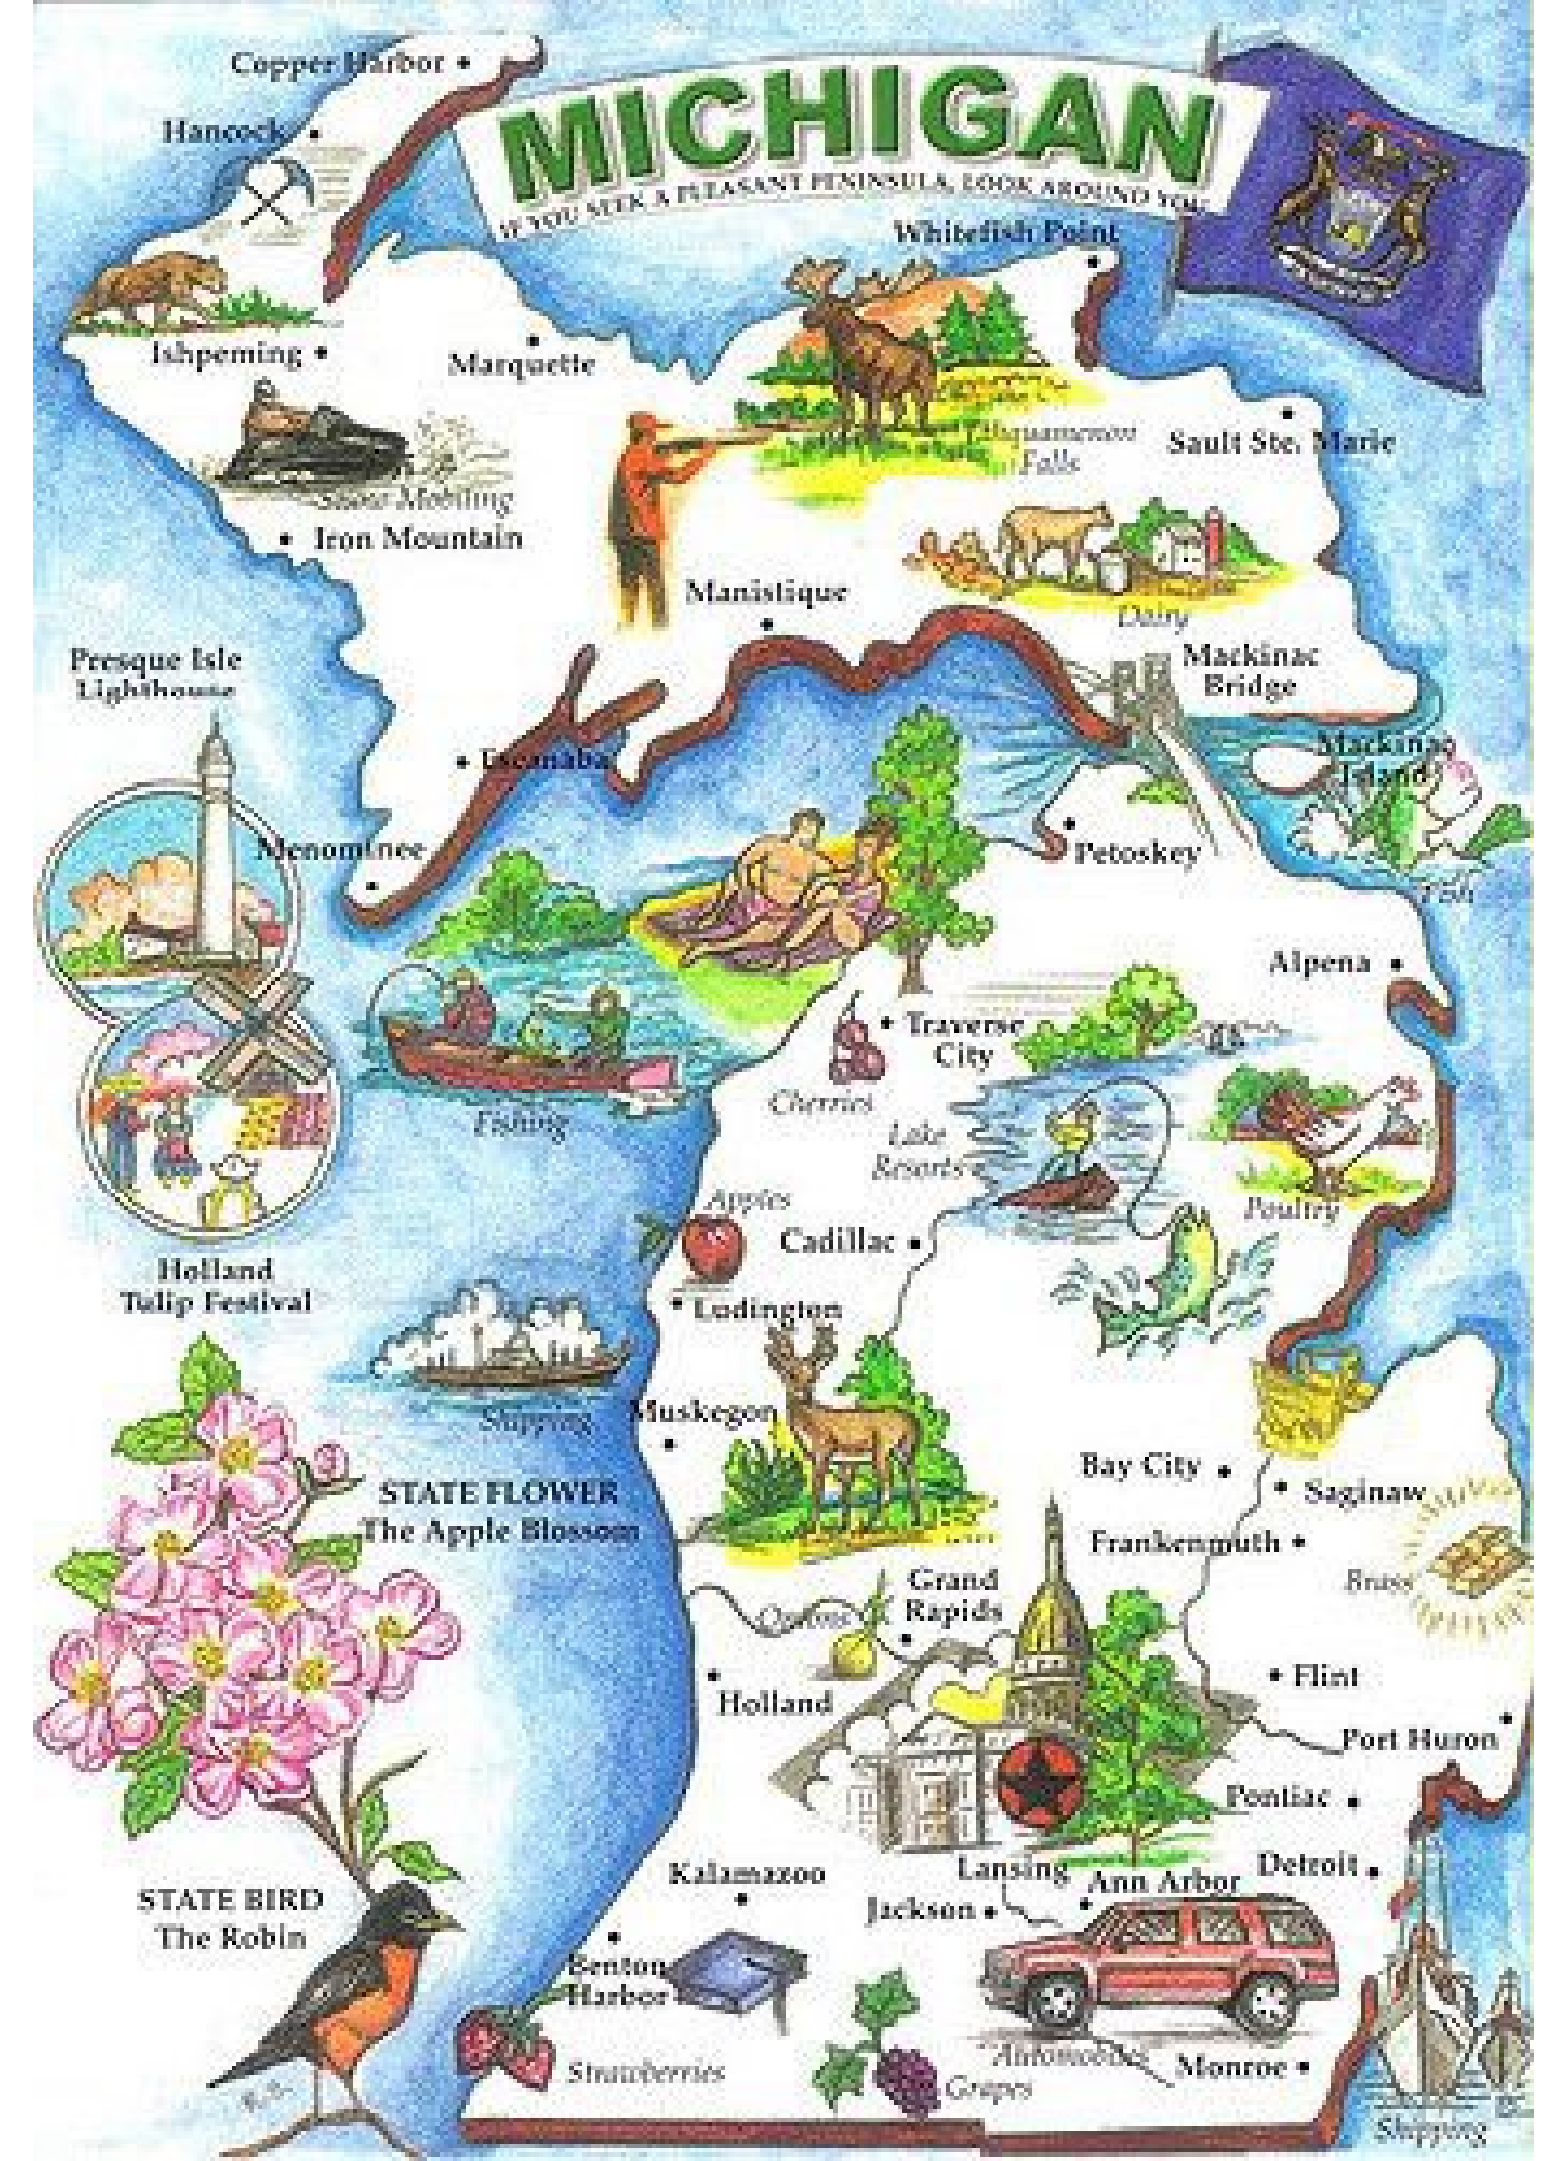 Copper Harbor
MICHIGAN
IF YOU SEEK A PLEASANT PENINSULA, LOOK AROUND YOU
Hancock
Whitefish Point
Ishpeming
Marquette
Sault Ste. Marie
Falls
Snow Mobiling
Iron Mountain
Manistique
Dairy
Mackinac
Bridge
Presque Isle
Lighthouse
Mackinac
Island
Escanaba
Menominee
Petoskey
Fish
Alpena
Traverse
City
Cherries
Fishing
Lake
Resorts
Apples
Poultry
Cadillac
Holland
Tulip Festival
Ludington
Shipping
Muskegon
Bay City
STATE FLOWER
The Apple Blossom
Saginaw
Frankenmuth
Grand
Rapids
Brass
Holland
Flint
Port Huron
Pontiac
Lansing
Ann Arbor
Detroit
Kalamazoo
Jackson
STATE BIRD
The Robin
Benton
Harbor
Strawberries
Automobiles
Monroe
Grapes
Shipping